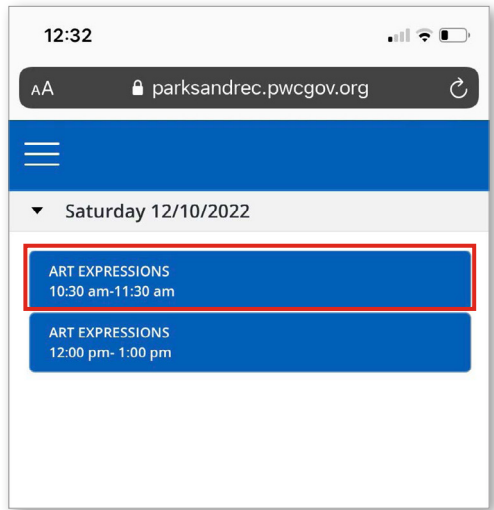 12:32
AA parksandrec.pwcgov.org
Saturday 12/10/2022
ART EXPRESSIONS
10:30 am-11:30 am
ART EXPRESSIONS
12:00 pm- 1:00 pm